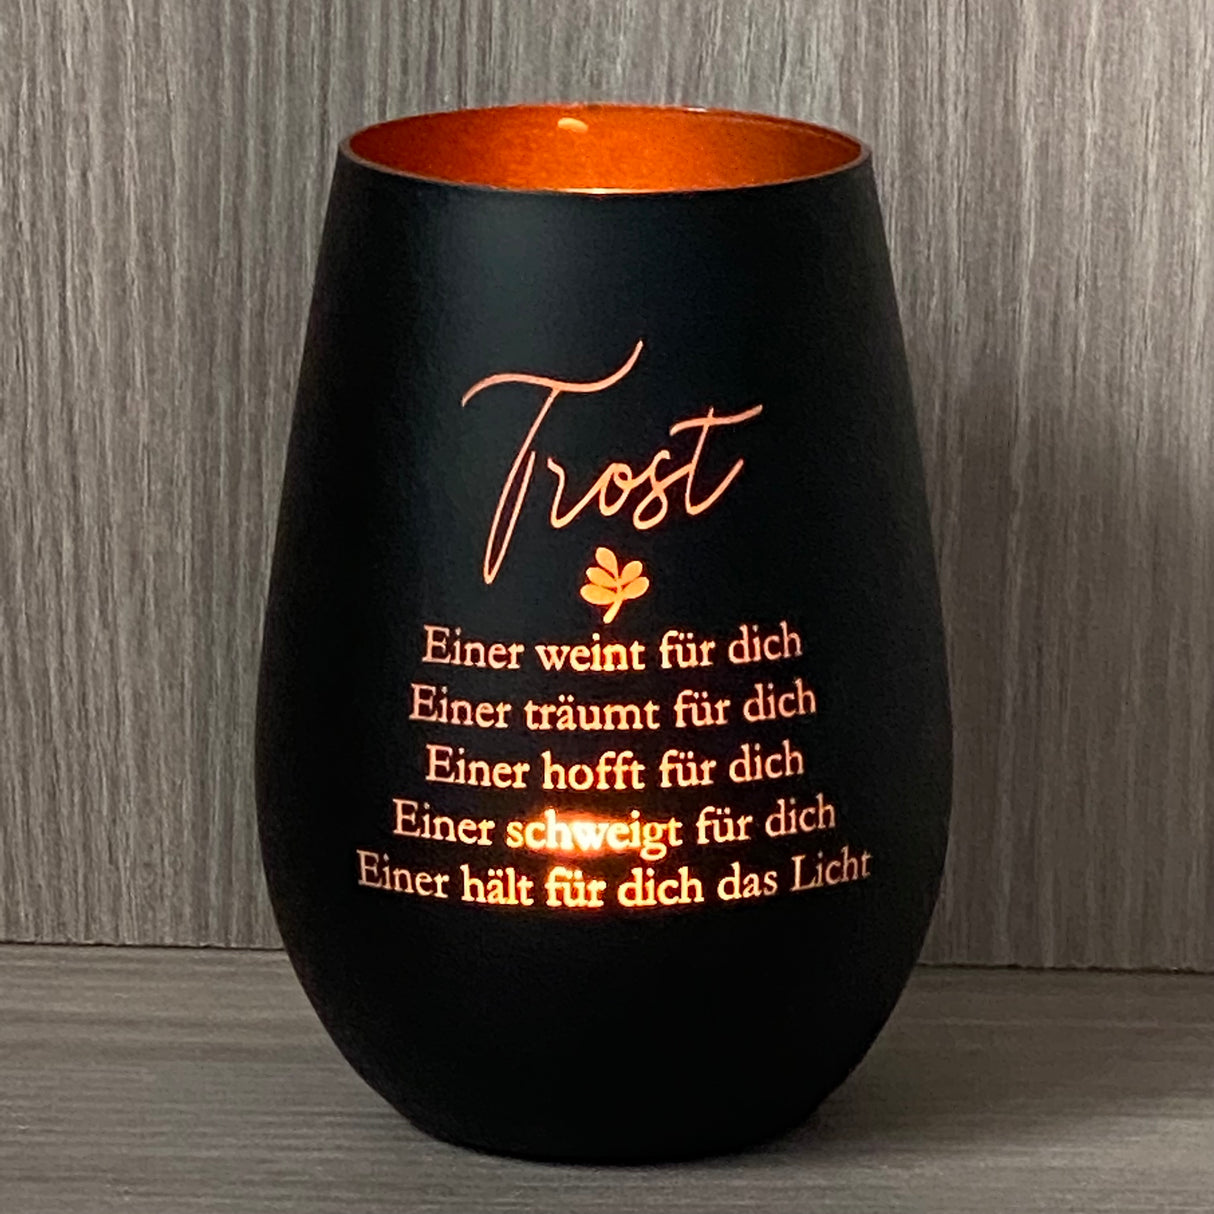 Trost
Einer weint für dich
Einer träumt für dich
Einer hofft für dich
Einer schweigt für dich
Einer hält für dich das Licht